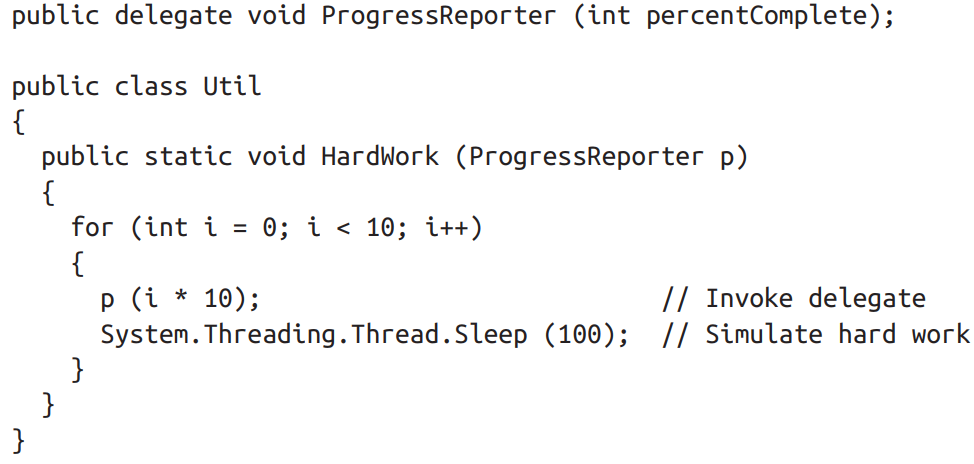 public delegate void ProgressReporter (int percentComplete);

public class Util
{
  public static void HardWork (ProgressReporter p)
  {
    for (int i = 0; i < 10; i++)
    {
      p (i * 10);                           // Invoke delegate
      System.Threading.Thread.Sleep (100);  // Simulate hard work
    }
  }
}